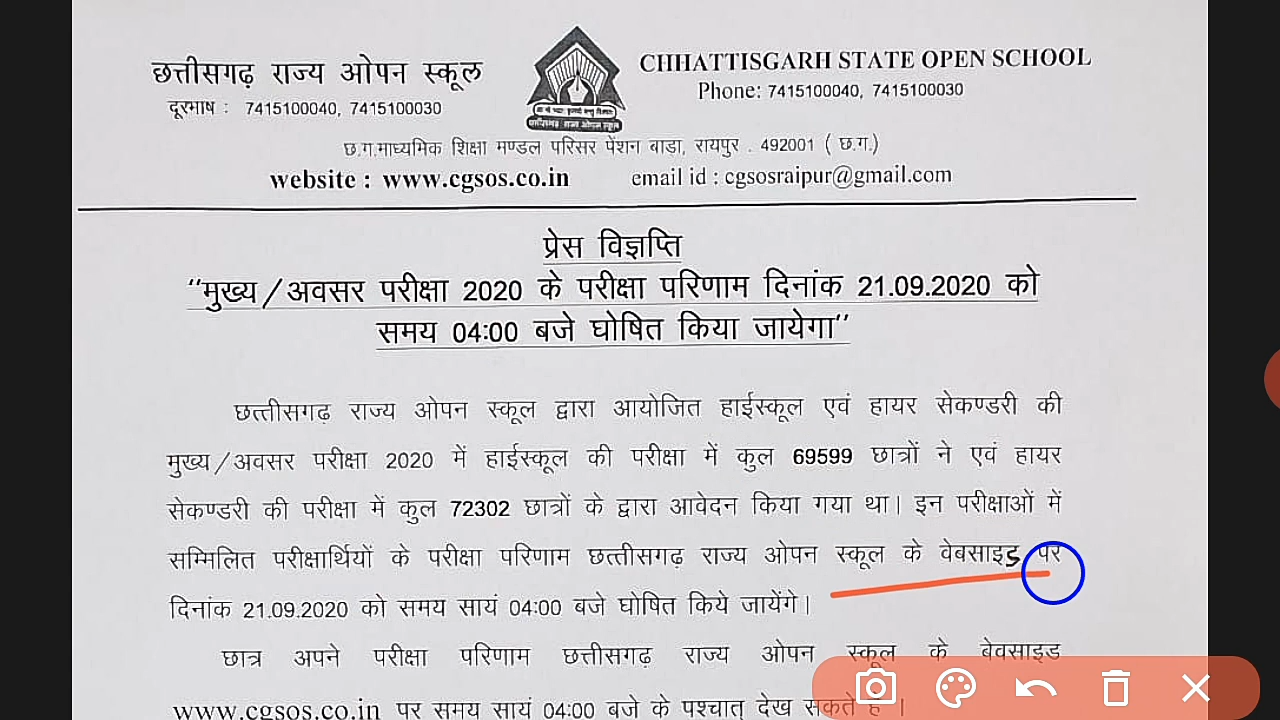 छत्तीसगढ़ राज्य ओपन स्कूल
दूरभाष : 7415100040, 7415100030
CHHATTISGARH STATE OPEN SCHOOL
Phone: 7415100040, 7415100030
छ.ग.माध्यमिक शिक्षा मण्डल परिसर पेंशन बाड़ा, रायपुर . 492001 ( छ.ग.)
website : www.cgsos.co.in email id : cgsosraipur@gmail.com
प्रेस विज्ञप्ति
‘‘मुख्य/अवसर परीक्षा 2020 के परीक्षा परिणाम दिनांक 21.09.2020 को
समय 04:00 बजे घोषित किया जायेगा’’
छत्तीसगढ़ राज्य ओपन स्कूल द्वारा आयोजित हाईस्कूल एवं हायर सेकण्डरी की
मुख्य/अवसर परीक्षा 2020 में हाईस्कूल की परीक्षा में कुल 69599 छात्रों ने एवं हायर
सेकण्डरी की परीक्षा में कुल 72302 छात्रों के द्वारा आवेदन किया गया था। इन परीक्षाओं में
सम्मिलित परीक्षार्थियों के परीक्षा परिणाम छत्तीसगढ़ राज्य ओपन स्कूल के वेबसाइड पर
दिनांक 21.09.2020 को समय सायं 04:00 बजे घोषित किये जायेंगे।
छात्र अपने परीक्षा परिणाम छत्तीसगढ़ राज्य ओपन स्कूल के बेवसाइड
www.cgsos.co.in पर समय सायं 04:00 बजे के पश्चात् देख सकते है ।